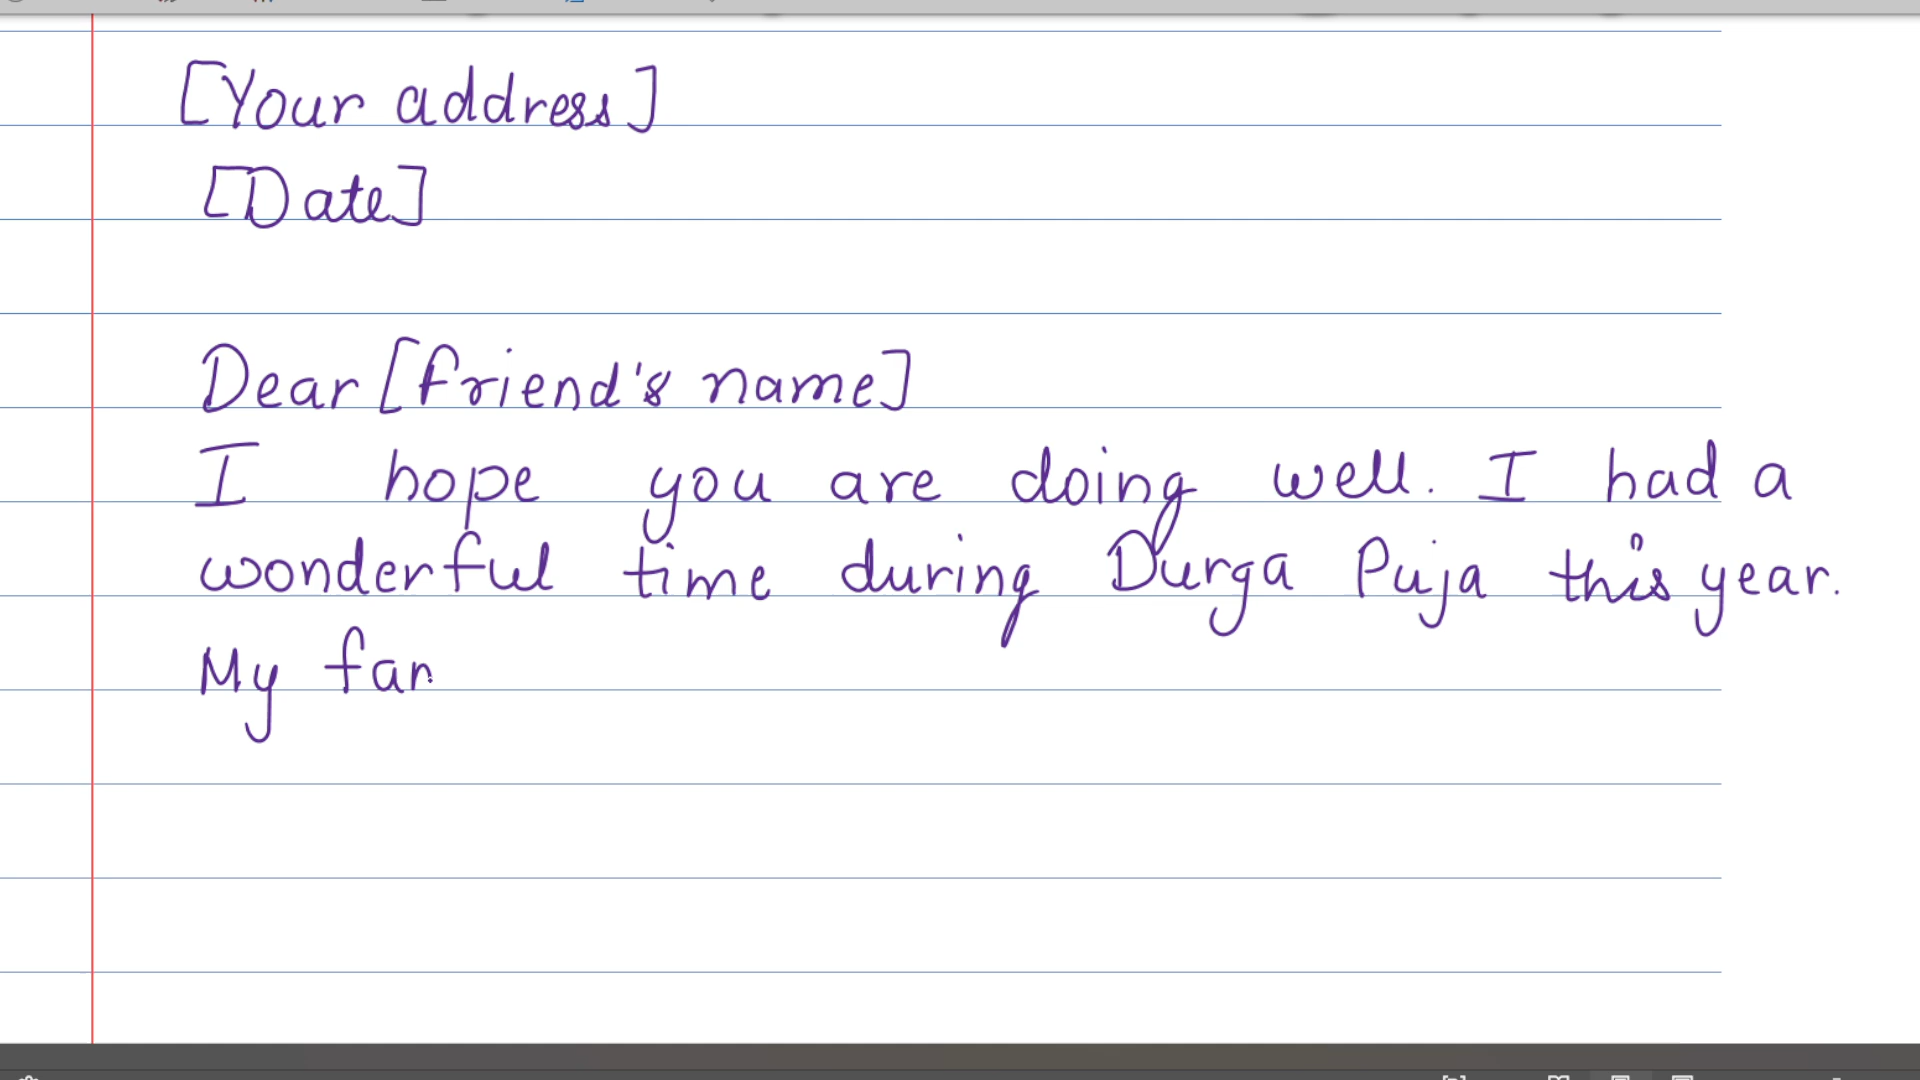 [Your address]
[Date]
Dear [friend's name]
I hope you are doing well. I had a
wonderful time during Durga Puja this year.
My fan